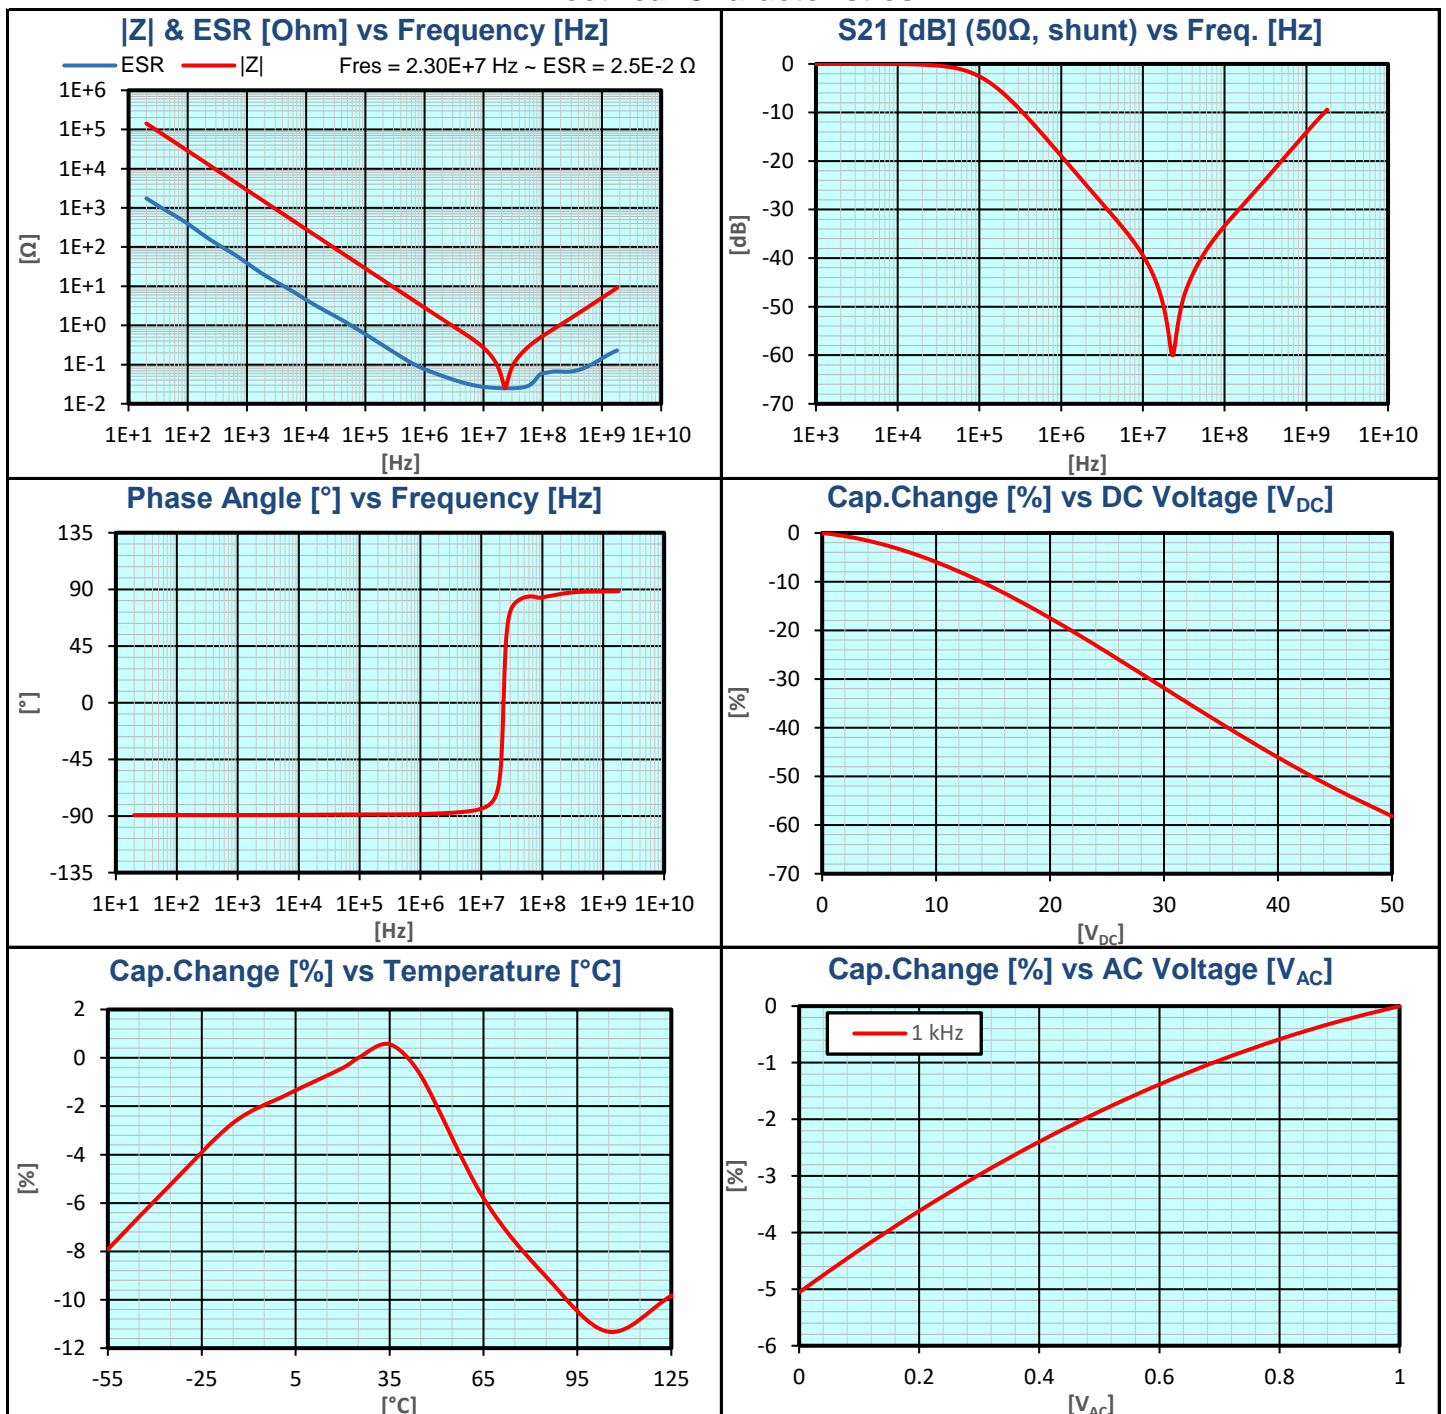 |Z| & ESR [Ohm] vs Frequency [Hz]
ESR |Z| Fres = 2.30E+7 Hz ~ ESR = 2.5E-2 Ω
1E+6
1E+5
1E+4
1E+3
1E+2
1E+1
1E+0
1E-1
1E-2
[Ω]
1E+1 1E+2 1E+3 1E+4 1E+5 1E+6 1E+7 1E+8 1E+9 1E+10
[Hz]
S21 [dB] (50Ω, shunt) vs Freq. [Hz]
0
-10
-20
-30
-40
-50
-60
-70
[dB]
1E+3 1E+4 1E+5 1E+6 1E+7 1E+8 1E+9 1E+10
[Hz]
Phase Angle [°] vs Frequency [Hz]
135
90
45
0
-45
-90
-135
[°]
1E+1 1E+2 1E+3 1E+4 1E+5 1E+6 1E+7 1E+8 1E+9 1E+10
[Hz]
Cap.Change [%] vs DC Voltage [VDC]
0
-10
-20
-30
-40
-50
-60
-70
[%]
0 10 20 30 40 50
[VDC]
Cap.Change [%] vs Temperature [°C]
2
0
-2
-4
-6
-8
-10
-12
[%]
-55 -25 5 35 65 95 125
[°C]
Cap.Change [%] vs AC Voltage [VAC]
1 kHz
0
-1
-2
-3
-4
-5
-6
[%]
0 0.2 0.4 0.6 0.8 1
[VAC]